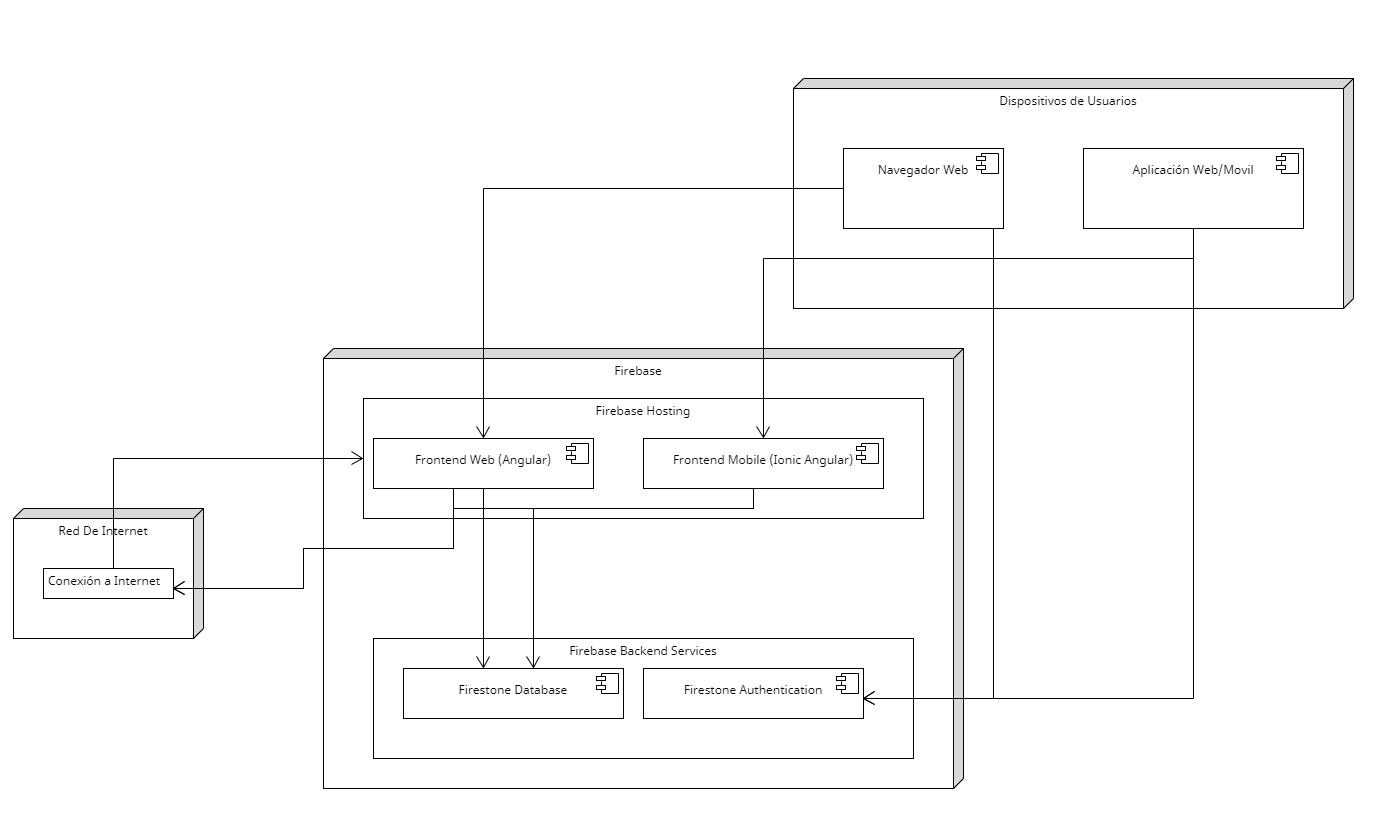 Dispositivos de Usuarios
Navegador Web
Aplicación Web/Movil
Firebase
Firebase Hosting
Frontend Web (Angular)
Frontend Mobile (Ionic Angular)
Red De Internet
Conexión a Internet
Firebase Backend Services
Firestone Database
Firestone Authentication